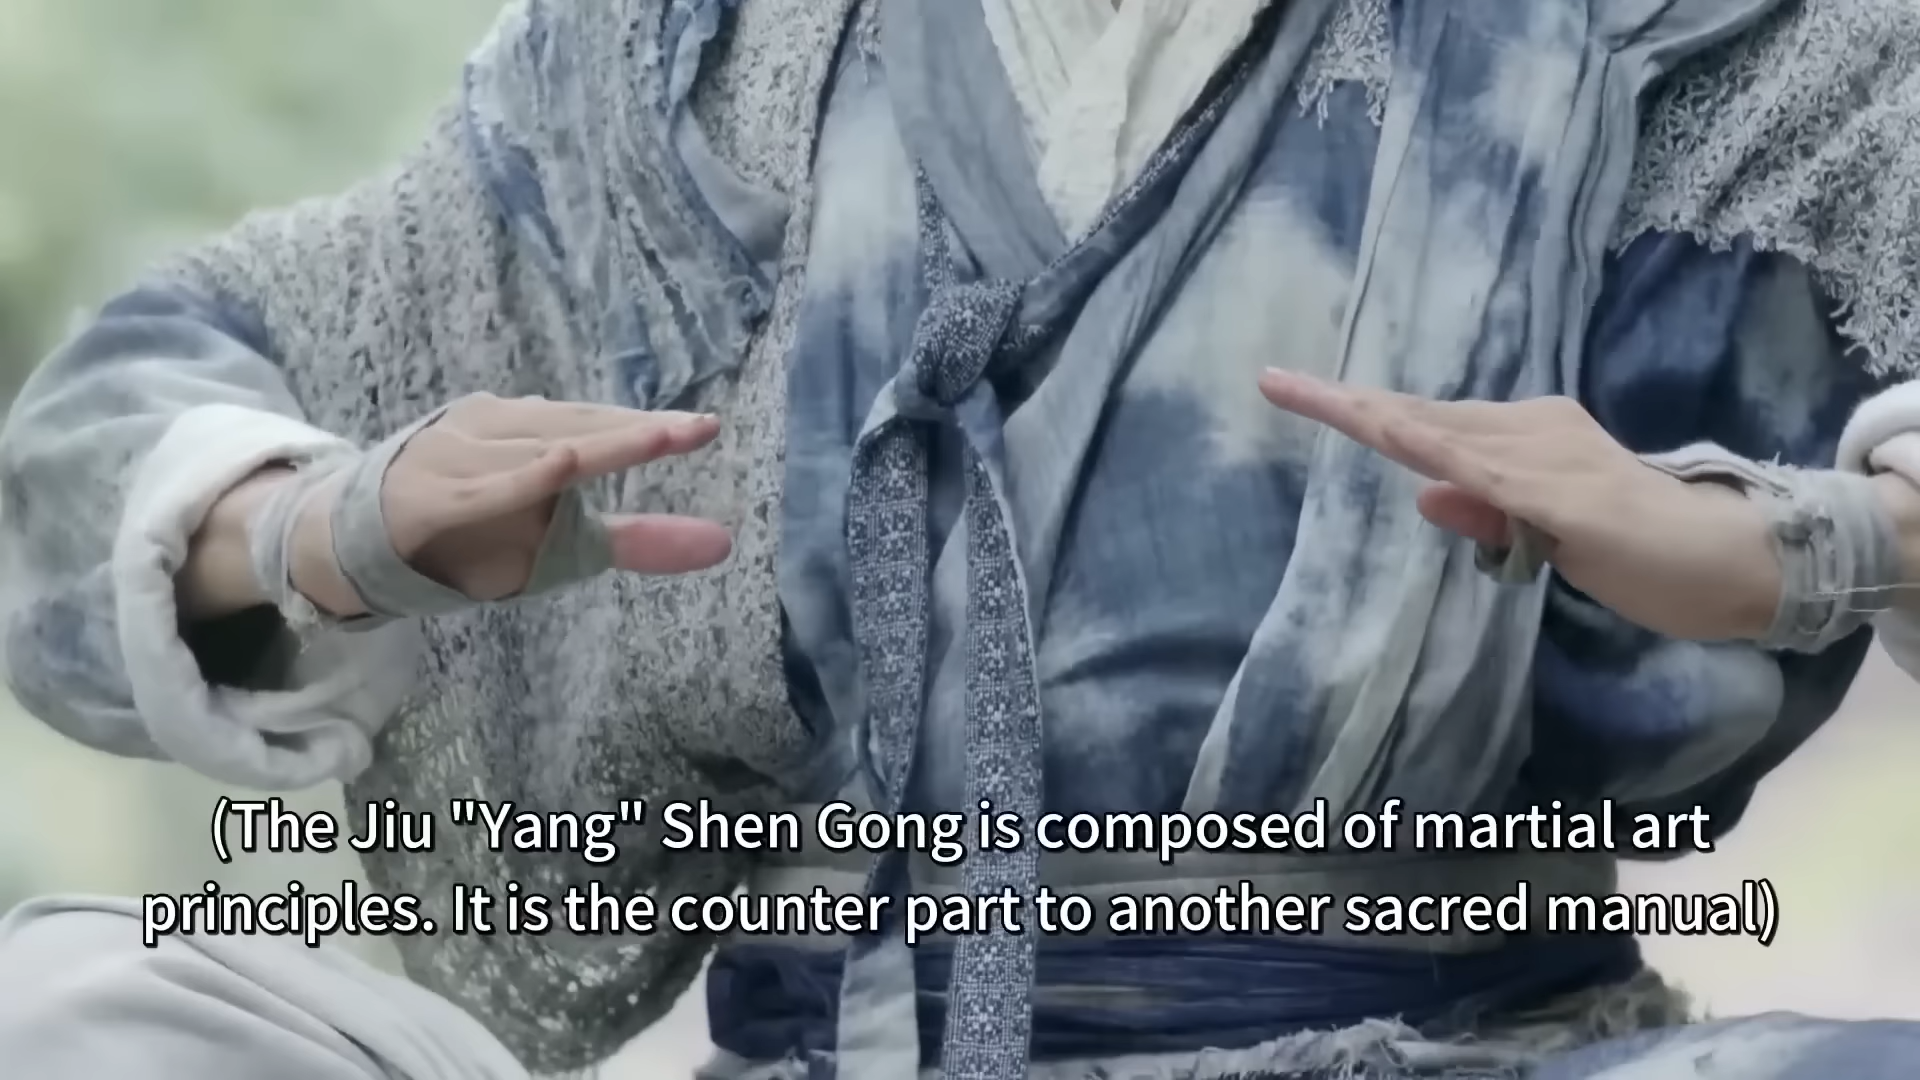 (The Jiu "Yang" Shen Gong is composed of martial art
principles. It is the counter part to another sacred manual)